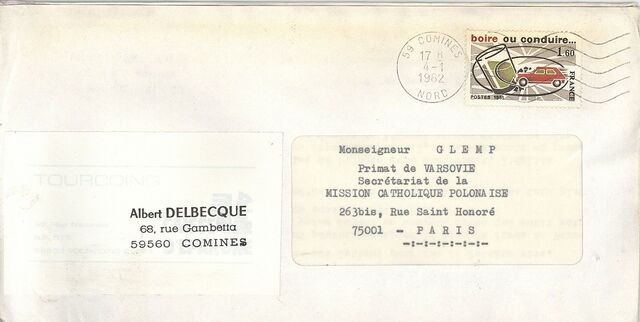 59 COMINES
17 H
4-1
1982
NORD
boire ou conduire...
1,60
FRANCE
POSTES 1981
Monseigneur GLEMP
Primat de VARSOVIE
Secrétariat de la
MISSION CATHOLIQUE POLONAISE
263bis, Rue Saint Honoré
75001 - PARIS
-:-:-:-:-:-:-
Albert DELBECQUE
68, rue Gambetta
59560 COMINES